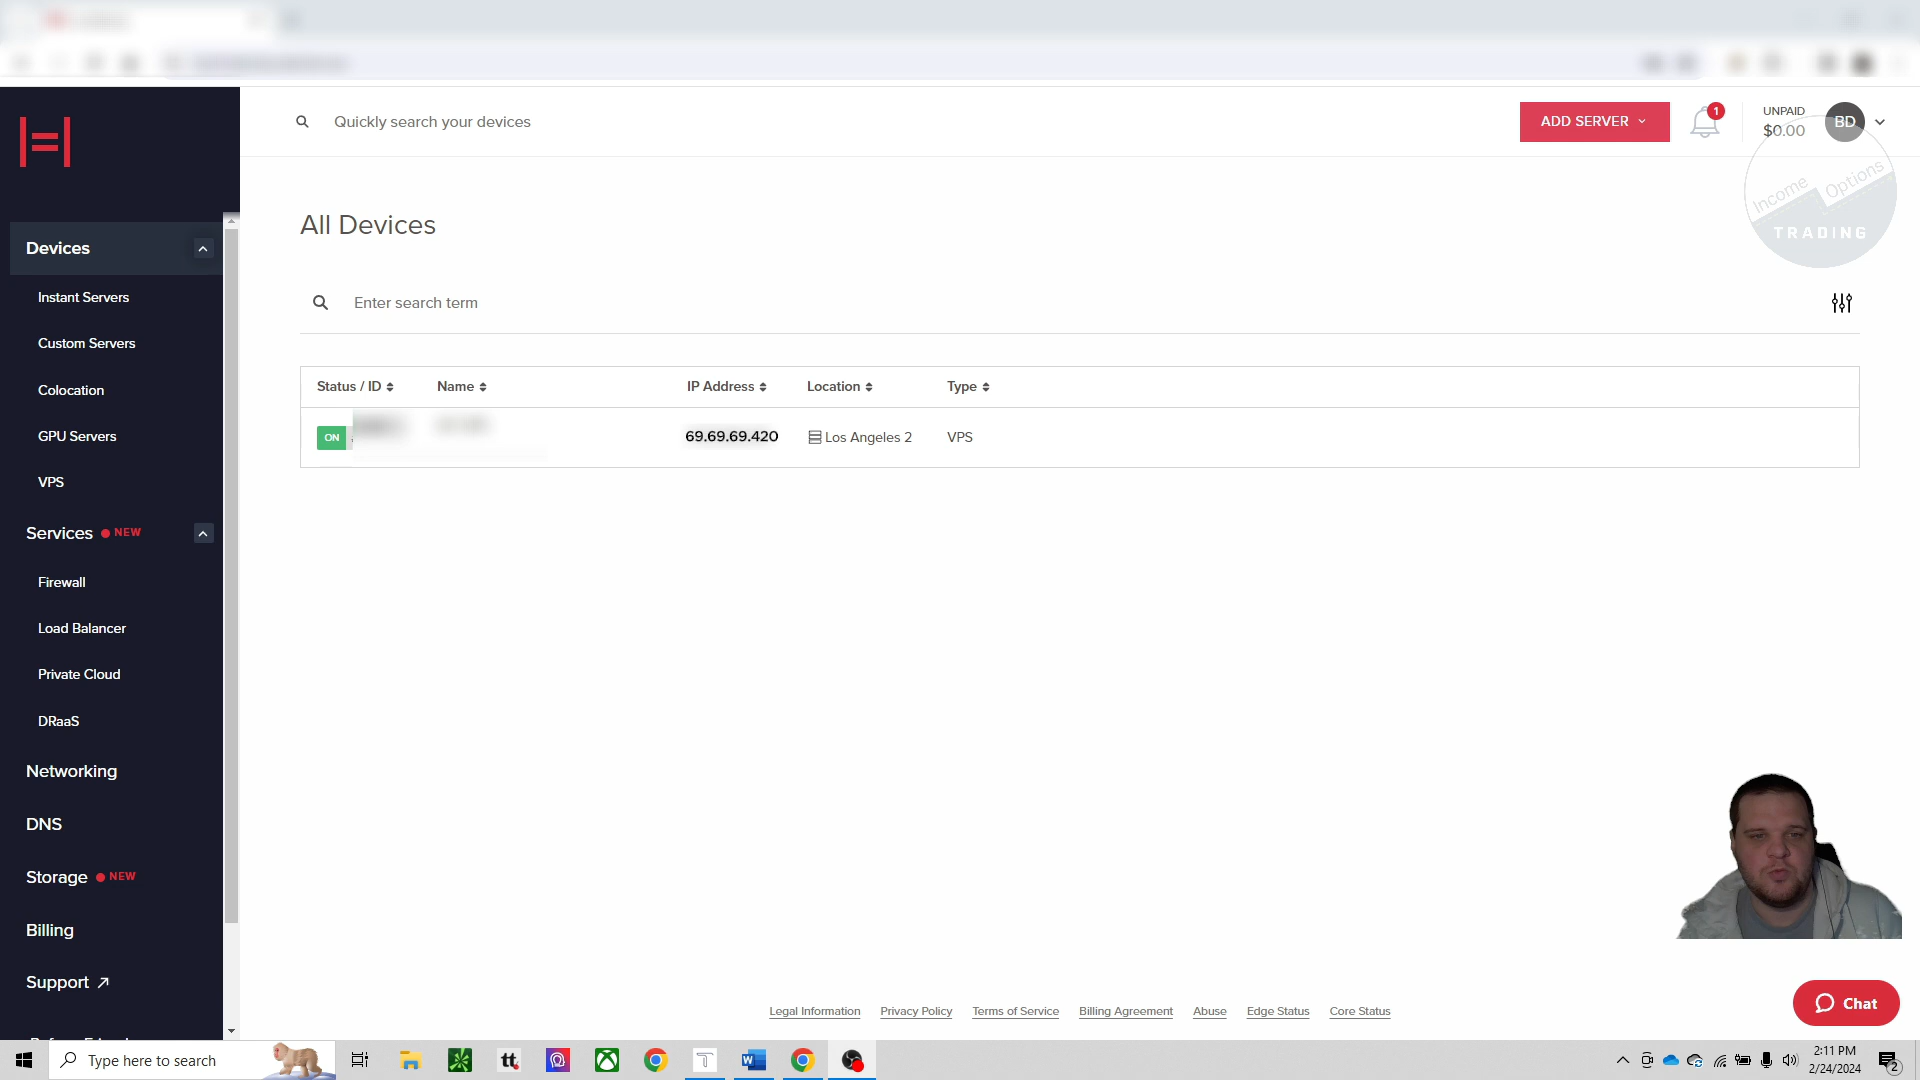 Quickly search your devices
ADD SERVER
1
UNPAID
$0.00
BD
Income Options
TRADING
Devices
Instant Servers
Custom Servers
Colocation
GPU Servers
VPS
Services NEW
Firewall
Load Balancer
Private Cloud
DRaaS
Networking
DNS
Storage NEW
Billing
Support
All Devices
Enter search term
Status / ID Name IP Address Location Type
ON 69.69.69.420 Los Angeles 2 VPS
Legal Information Privacy Policy Terms of Service Billing Agreement Abuse Edge Status Core Status
Chat
Type here to search
tt.
2:11 PM
2/24/2024
2